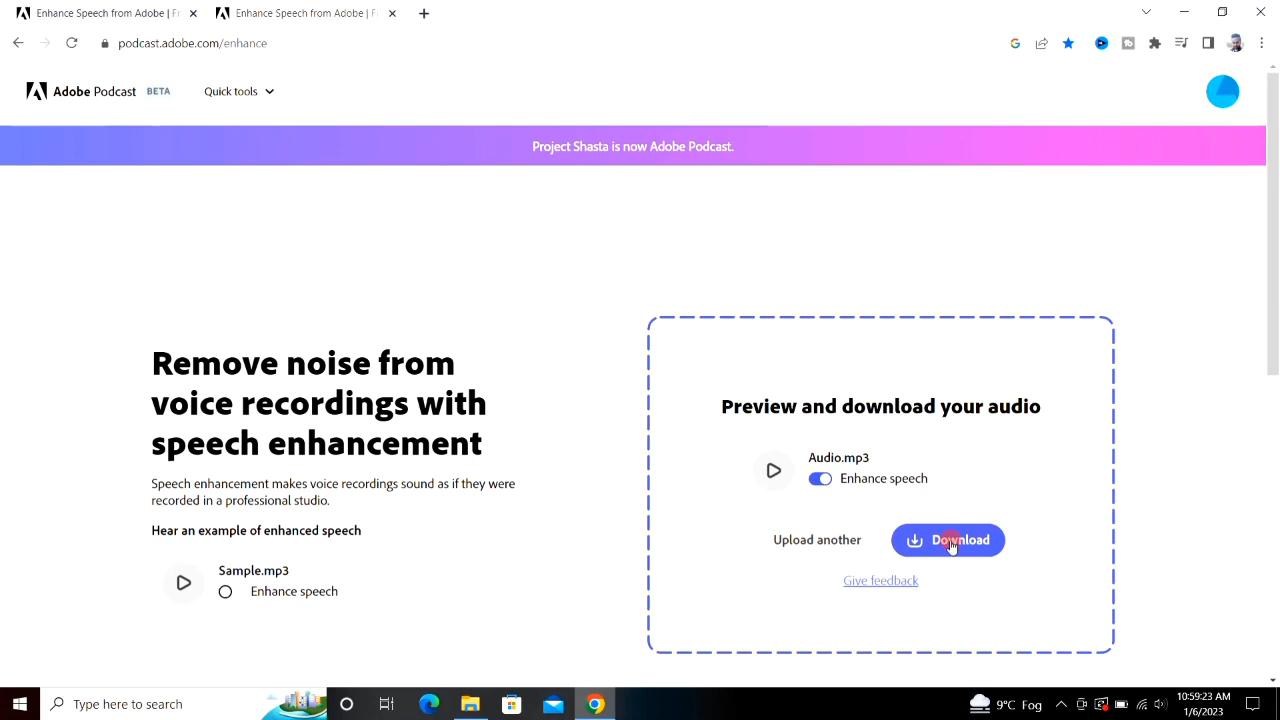 Enhance Speech from Adobe | Fr
Enhance Speech from Adobe | F
podcast.adobe.com/enhance
Adobe Podcast BETA
Quick tools
Project Shasta is now Adobe Podcast.
Remove noise from
voice recordings with
speech enhancement
Speech enhancement makes voice recordings sound as if they were
recorded in a professional studio.
Hear an example of enhanced speech
Sample.mp3
Enhance speech
Preview and download your audio
Audio.mp3
Enhance speech
Upload another
Download
Give feedback
Type here to search
9°C Fog
10:59:23 AM
1/6/2023